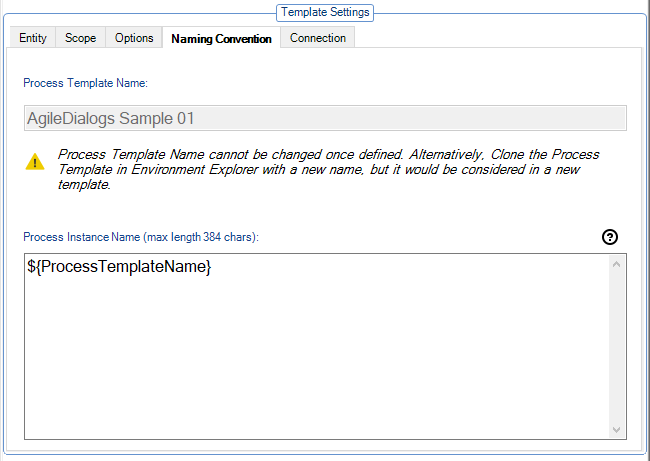 Template Settings
Entity Scope Options Naming Convention Connection
Process Template Name:
AgileDialogs Sample 01
Process Template Name cannot be changed once defined. Alternatively, Clone the Process
Template in Environment Explorer with a new name, but it would be considered in a new
template.
Process Instance Name (max length 384 chars):
${ProcessTemplateName}